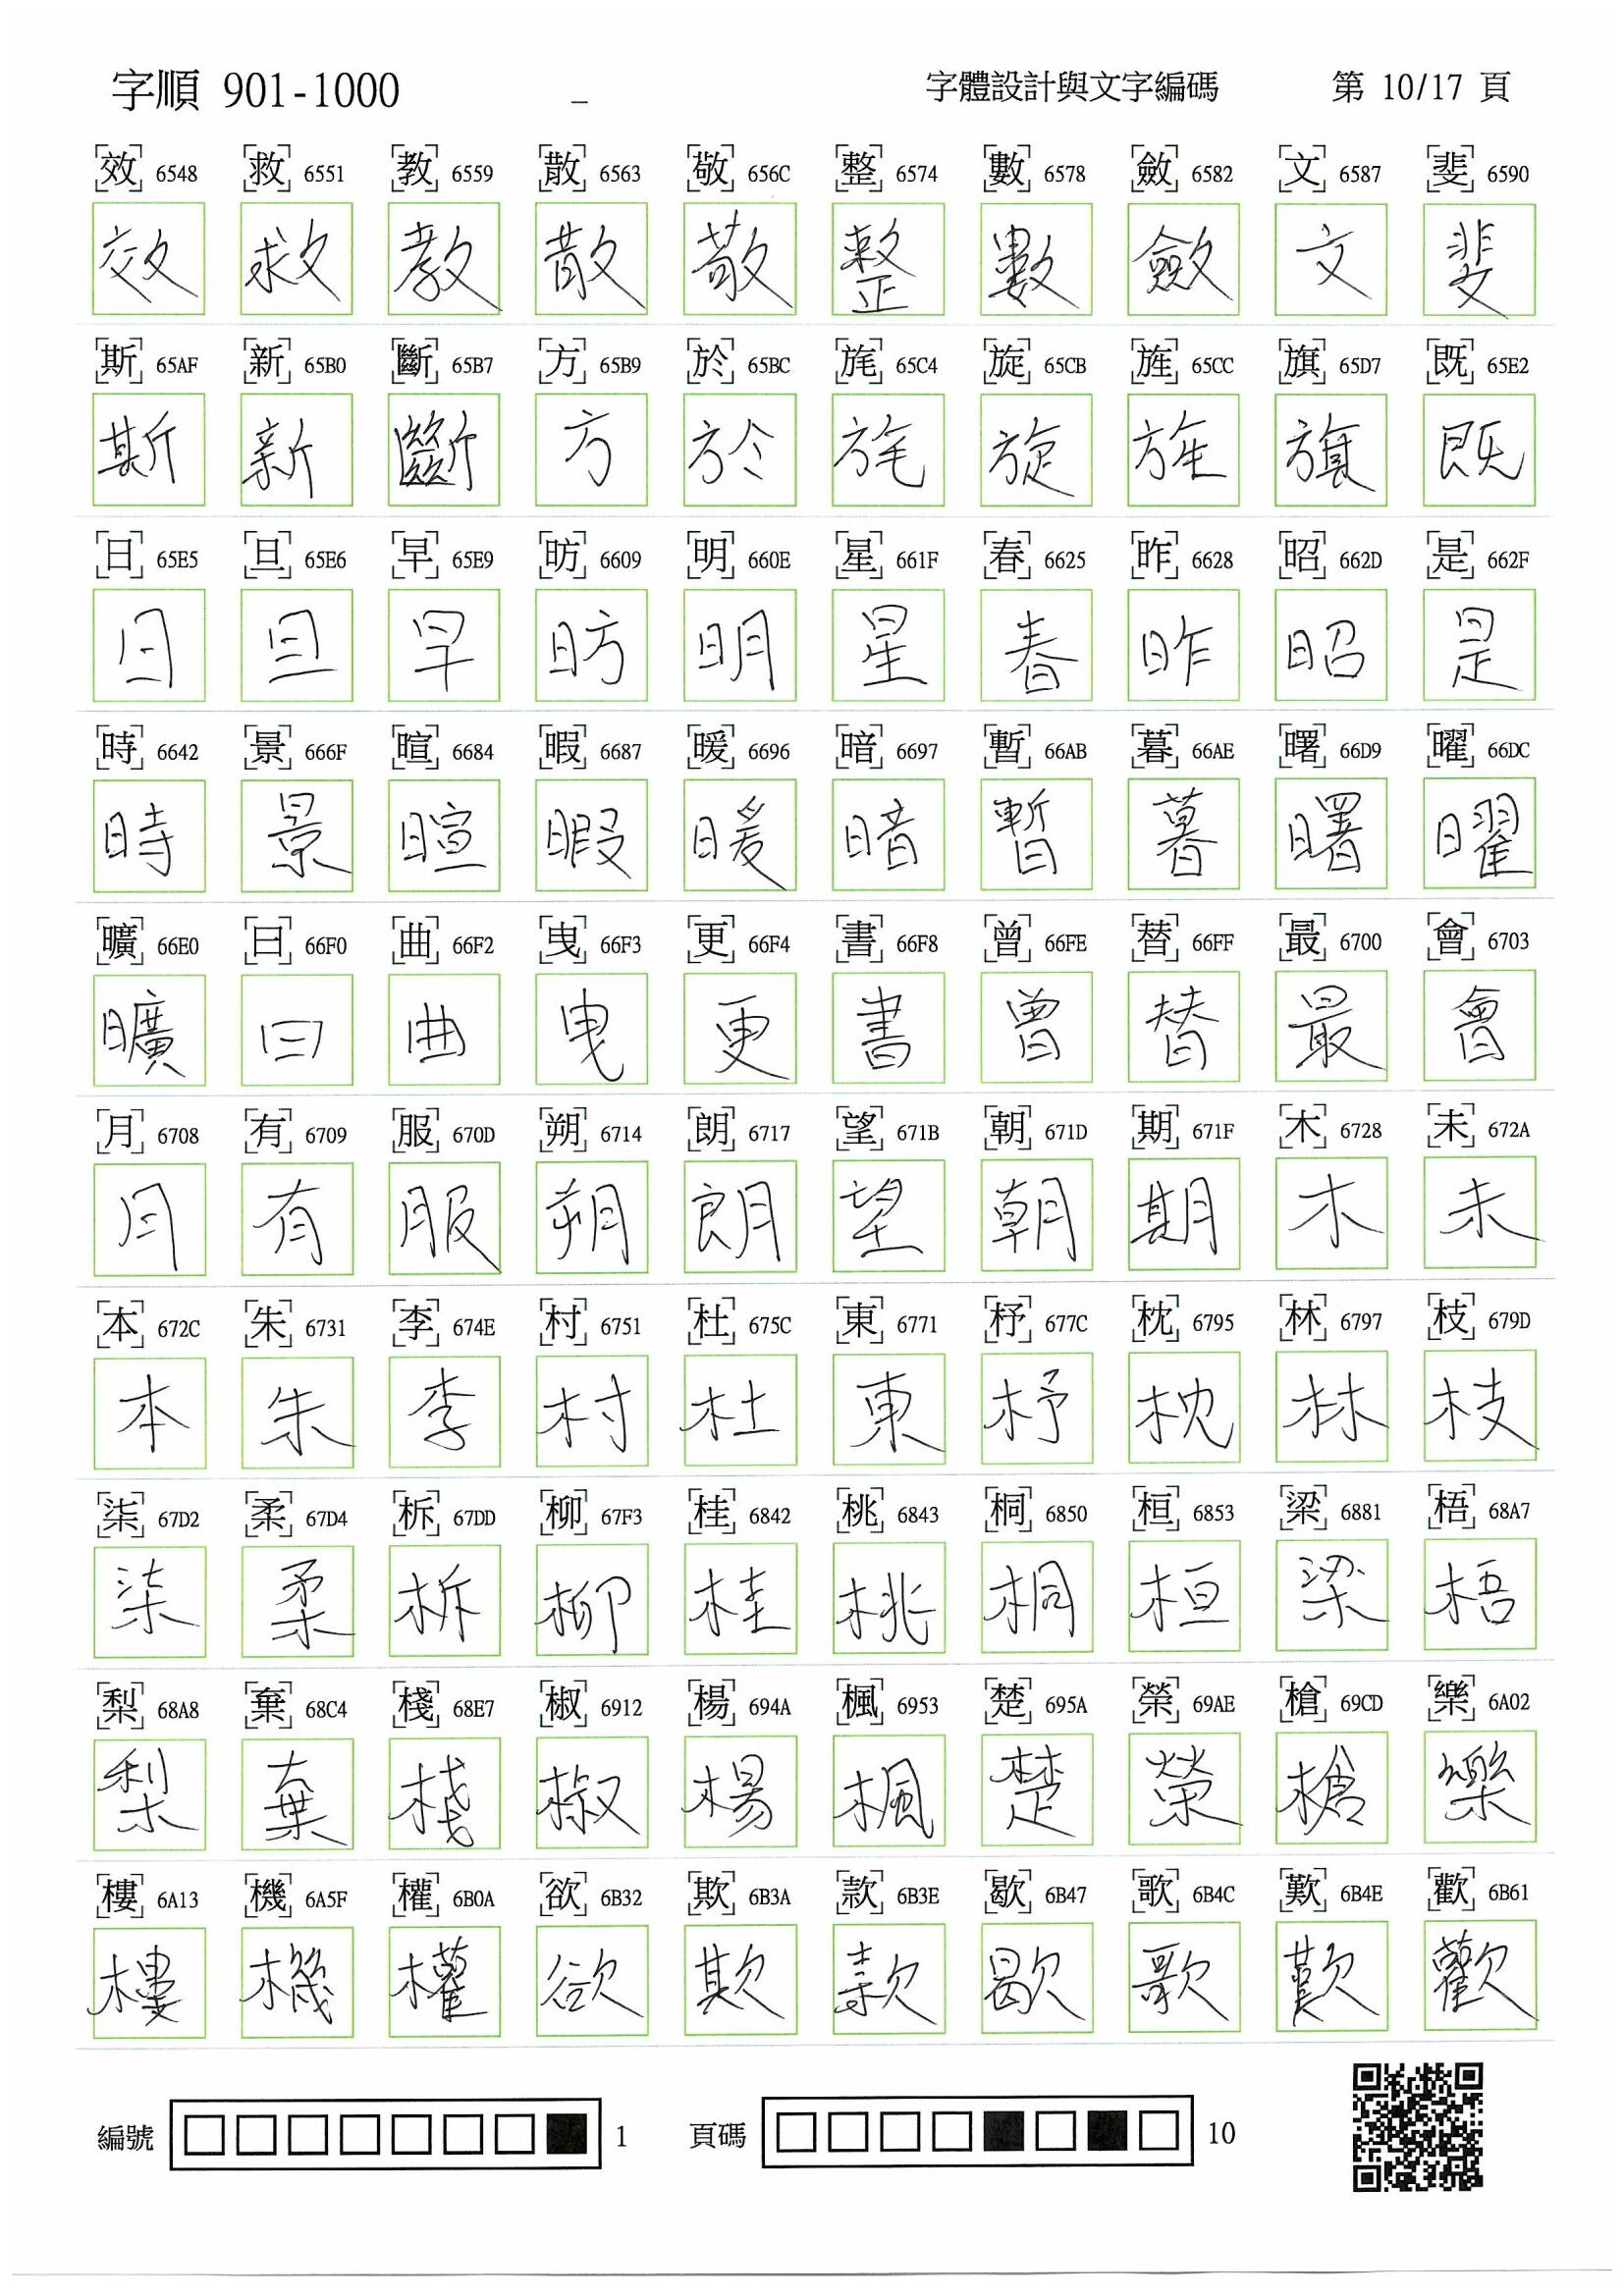 字順 901-1000 – 字體設計與文字編碼 第 10/17 頁
效 6548 救 6551 教 6559 散 6563 敬 656C 整 6574 數 6578 斂 6582 文 6587 斐 6590
效 救 教 散 敬 整 數 斂 文 斐
斯 65AF 新 65B0 斷 65B7 方 65B9 於 65BC 旄 65C4 旋 65CB 旌 65CC 旗 65D7 既 65E2
斯 新 斷 方 於 旄 旋 旌 旗 既
日 65E5 旦 65E6 早 65E9 昉 6609 明 660E 星 661F 春 6625 昨 6628 昭 662D 是 662F
日 旦 早 昉 明 星 春 昨 昭 是
時 6642 景 666F 暄 6684 暇 6687 暖 6696 暗 6697 暫 66AB 暮 66AE 曙 66D9 曜 66DC
時 景 暄 暇 暖 暗 暫 暮 曙 曜
曠 66E0 曰 66F0 曲 66F2 曳 66F3 更 66F4 書 66F8 曾 66FE 替 66FF 最 6700 會 6703
曠 曰 曲 曳 更 書 曾 替 最 會
月 6708 有 6709 服 670D 朔 6714 朗 6717 望 671B 朝 671D 期 671F 木 6728 未 672A
月 有 服 朔 朗 望 朝 期 木 未
本 672C 朱 6731 李 674E 村 6751 杜 675C 東 6771 杼 677C 枕 6795 林 6797 枝 679D
本 朱 李 村 杜 東 杼 枕 林 枝
柒 67D2 柔 67D4 柝 67DD 柳 67F3 桂 6842 桃 6843 桐 6850 桓 6853 梁 6881 梧 68A7
柒 柔 柝 柳 桂 桃 桐 桓 梁 梧
梨 68A8 棄 68C4 棧 68E7 椒 6912 楊 694A 楓 6953 楚 695A 榮 69AE 槍 69CD 樂 6A02
梨 棄 棧 椒 楊 楓 楚 榮 槍 樂
樓 6A13 機 6A5F 權 6B0A 欲 6B32 欺 6B3A 款 6B3E 歇 6B47 歌 6B4C 歎 6B4E 歡 6B61
樓 機 權 欲 欺 款 歇 歌 歎 歡
編號 1 頁碼 10